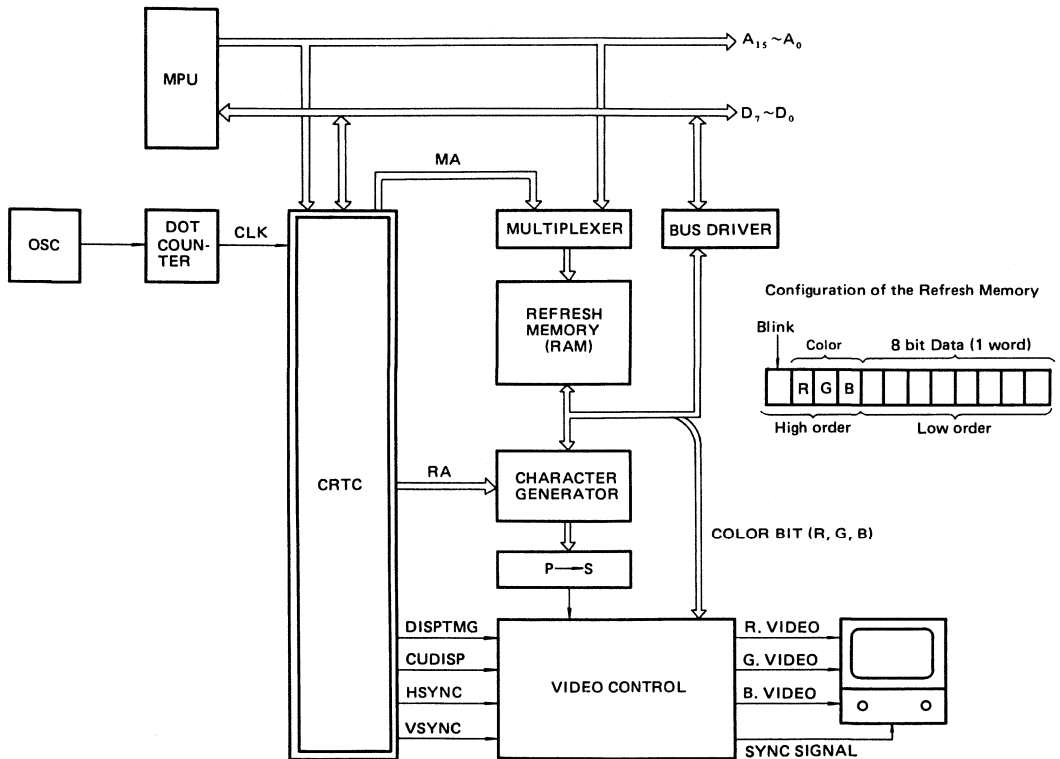 A₁₅~A₀
MPU
D₇~D₀
MA
OSC
DOT
COUN-
TER
CLK
MULTIPLEXER
BUS DRIVER
REFRESH
MEMORY
(RAM)
Configuration of the Refresh Memory
Blink
Color
8 bit Data (1 word)
R G B
High order
Low order
CRTC
RA
CHARACTER
GENERATOR
COLOR BIT (R, G, B)
P→S
DISPTMG
CUDISP
HSYNC
VSYNC
VIDEO CONTROL
R. VIDEO
G. VIDEO
B. VIDEO
SYNC SIGNAL